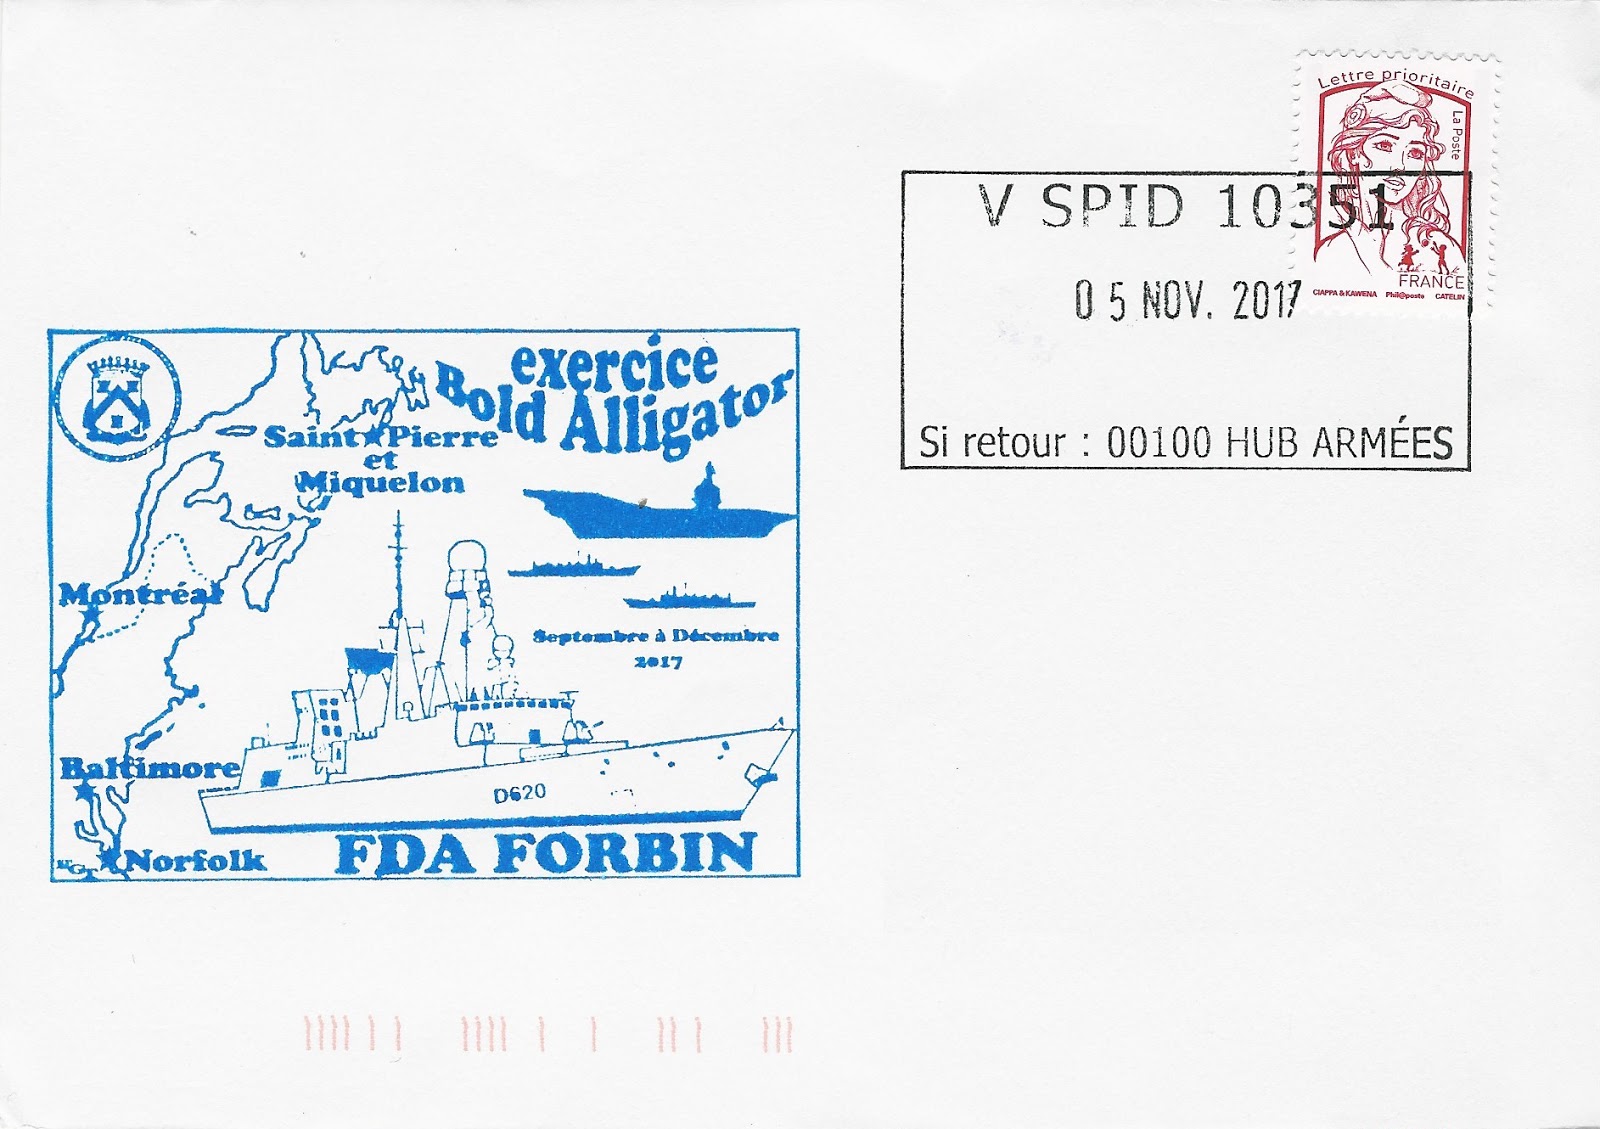 Lettre prioritaire
La Poste
FRANCE
CIAPPA & KAWENA Phil@poste CATELIN
V SPID 10351
05 NOV. 2017
Si retour : 00100 HUB ARMÉES
exercice
Bold Alligator
Saint Pierre
et
Miquelon
Montréal
Septembre à Décembre
2017
Baltimore
D620
Norfolk
FDA FORBIN